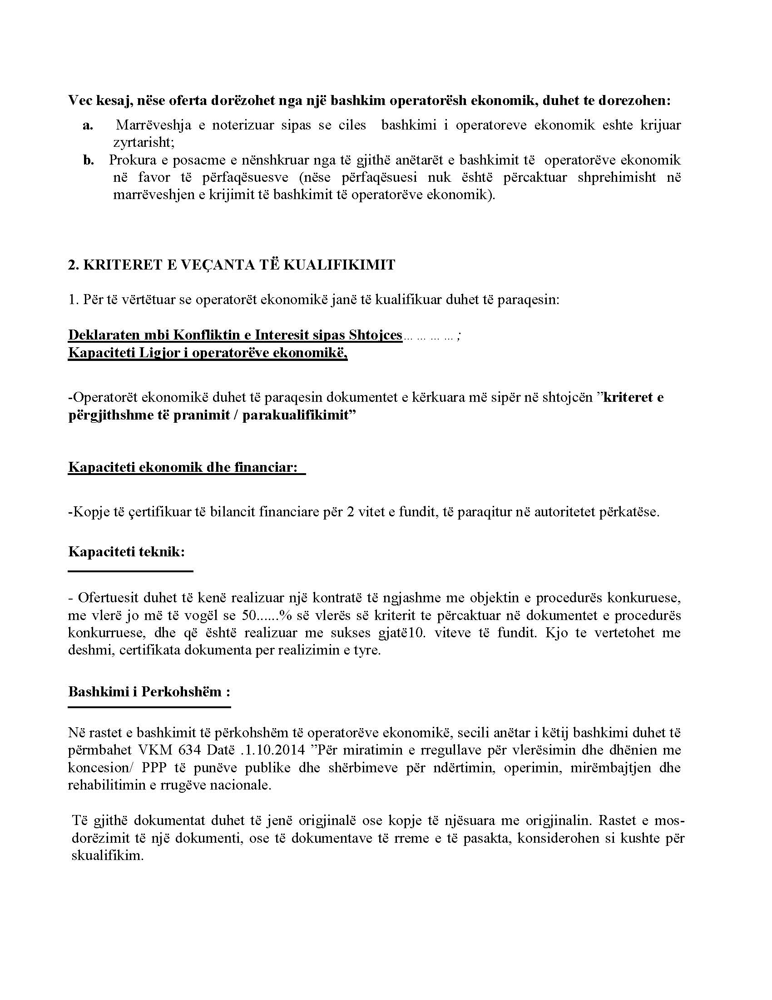 Vec kesaj, nëse oferta dorëzohet nga një bashkim operatorësh ekonomik, duhet te dorezohen:
a. Marrëveshja e noterizuar sipas se ciles bashkimi i operatoreve ekonomik eshte krijuar
zyrtarisht;
b. Prokura e posacme e nënshkruar nga të gjithë anëtarët e bashkimit të operatorëve ekonomik
në favor të përfaqësuesve (nëse përfaqësuesi nuk është përcaktuar shprehimisht në
marrëveshjen e krijimit të bashkimit të operatorëve ekonomik).
2. KRITERET E VEÇANTA TË KUALIFIKIMIT
1. Për të vërtëtuar se operatorët ekonomikë janë të kualifikuar duhet të paraqesin:
Deklaraten mbi Konfliktin e Interesit sipas Shtojces... ... ... ... ;
Kapaciteti Ligjor i operatorëve ekonomikë,
-Operatorët ekonomikë duhet të paraqesin dokumentet e kërkuara më sipër në shtojcën ”kriteret e
përgjithshme të pranimit / parakualifikimit”
Kapaciteti ekonomik dhe financiar:
-Kopje të çertifikuar të bilancit financiare për 2 vitet e fundit, të paraqitur në autoritetet përkatëse.
Kapaciteti teknik:
- Ofertuesit duhet të kenë realizuar një kontratë të ngjashme me objektin e procedurës konkuruese,
me vlerë jo më të vogël se 50......% së vlerës së kriterit te përcaktuar në dokumentet e procedurës
konkurruese, dhe që është realizuar me sukses gjatë10. viteve të fundit. Kjo te vertetohet me
deshmi, certifikata dokumenta per realizimin e tyre.
Bashkimi i Perkohshëm :
Në rastet e bashkimit të përkohshëm të operatorëve ekonomikë, secili anëtar i këtij bashkimi duhet të
përmbahet VKM 634 Datë .1.10.2014 ”Për miratimin e rregullave për vlerësimin dhe dhënien me
koncesion/ PPP të punëve publike dhe shërbimeve për ndërtimin, operimin, mirëmbajtjen dhe
rehabilitimin e rrugëve nacionale.
Të gjithë dokumentat duhet të jenë origjinalë ose kopje të njësuara me origjinalin. Rastet e mos-
dorëzimit të një dokumenti, ose të dokumentave të rreme e të pasakta, konsiderohen si kushte për
skualifikim.